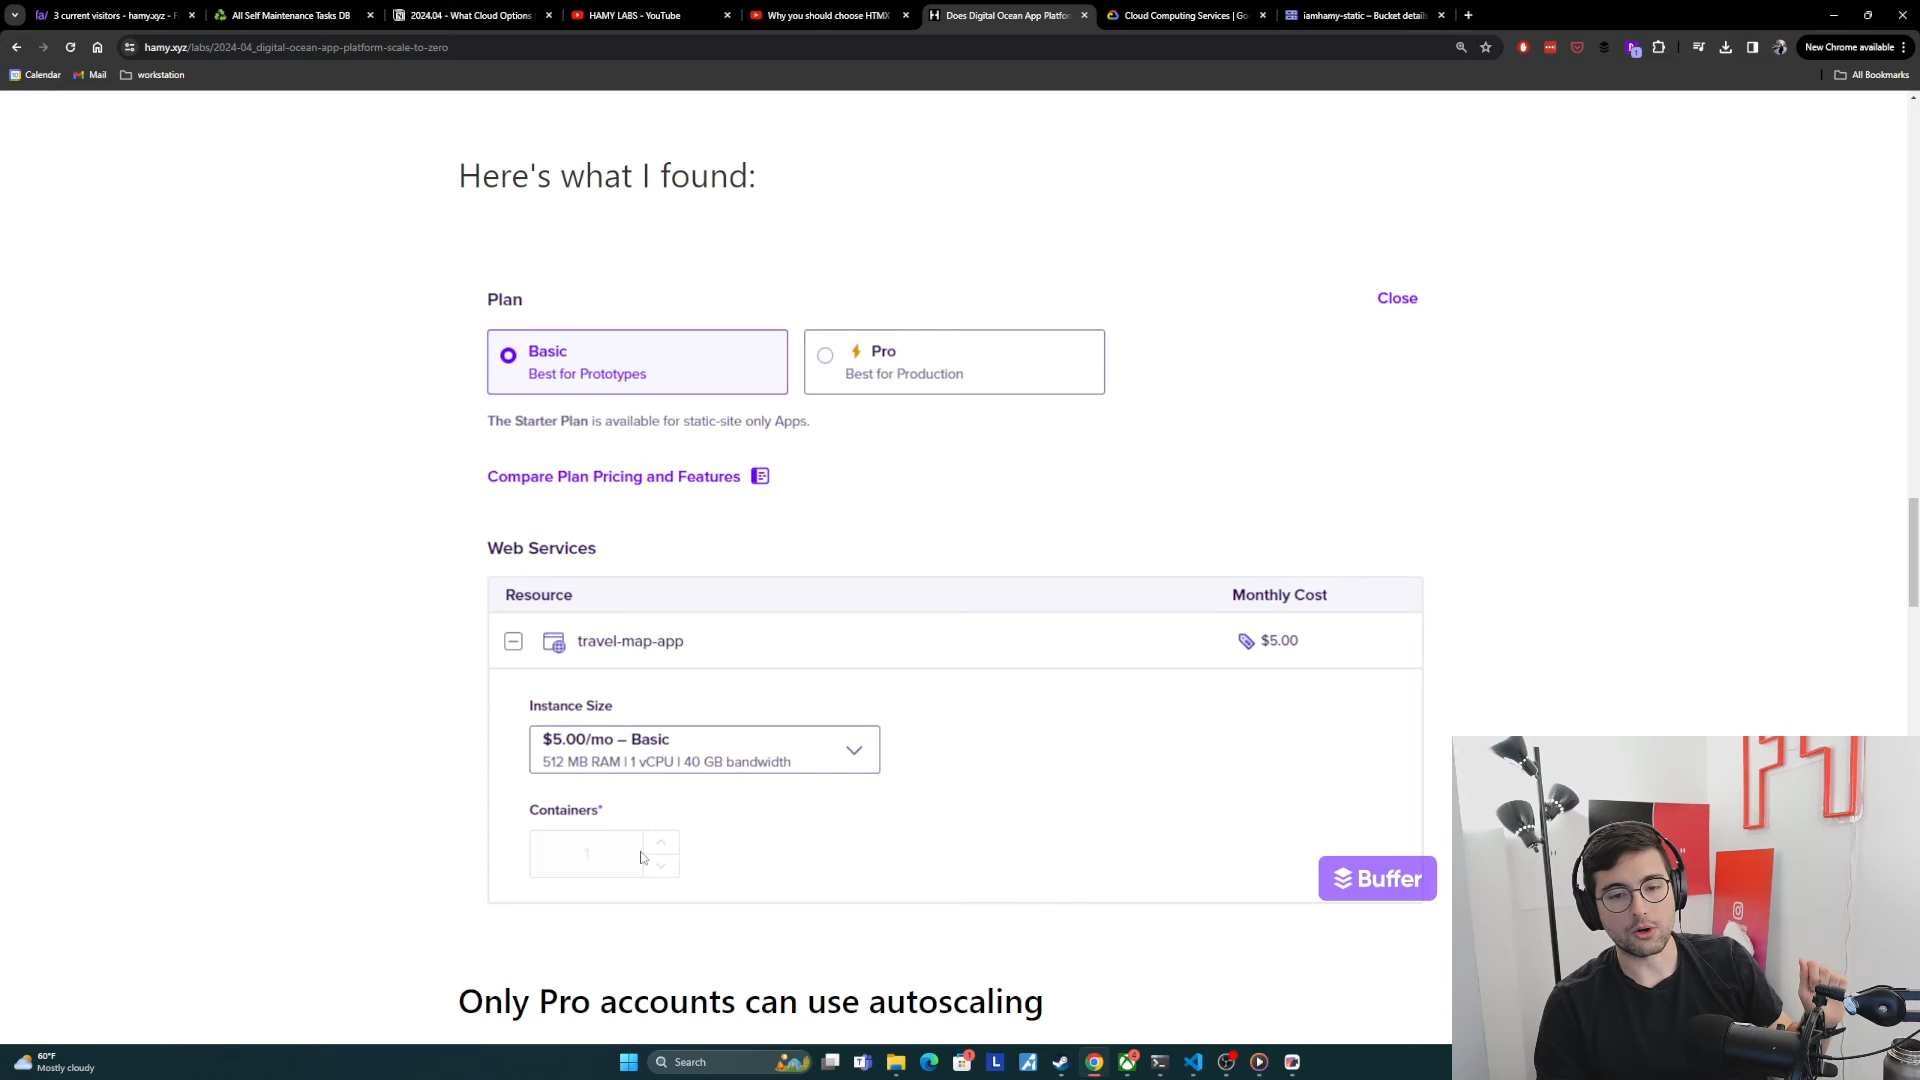 3 current visitors - hamy.xyz - F
All Self Maintenance Tasks DB
2024.04 - What Cloud Options
HAMY LABS - YouTube
Why you should choose HTMX
Does Digital Ocean App Platfor
Cloud Computing Services | Go
iamhamy-static – Bucket detail
hamy.xyz/labs/2024-04_digital-ocean-app-platform-scale-to-zero
New Chrome available
Calendar
Mail
workstation
All Bookmarks
Here's what I found:
Plan
Close
Basic
Best for Prototypes
Pro
Best for Production
The Starter Plan is available for static-site only Apps.
Compare Plan Pricing and Features
Web Services
Resource
Monthly Cost
travel-map-app
$5.00
Instance Size
$5.00/mo – Basic
512 MB RAM | 1 vCPU | 40 GB bandwidth
Containers*
1
Buffer
Only Pro accounts can use autoscaling
60°F
Mostly cloudy
Search